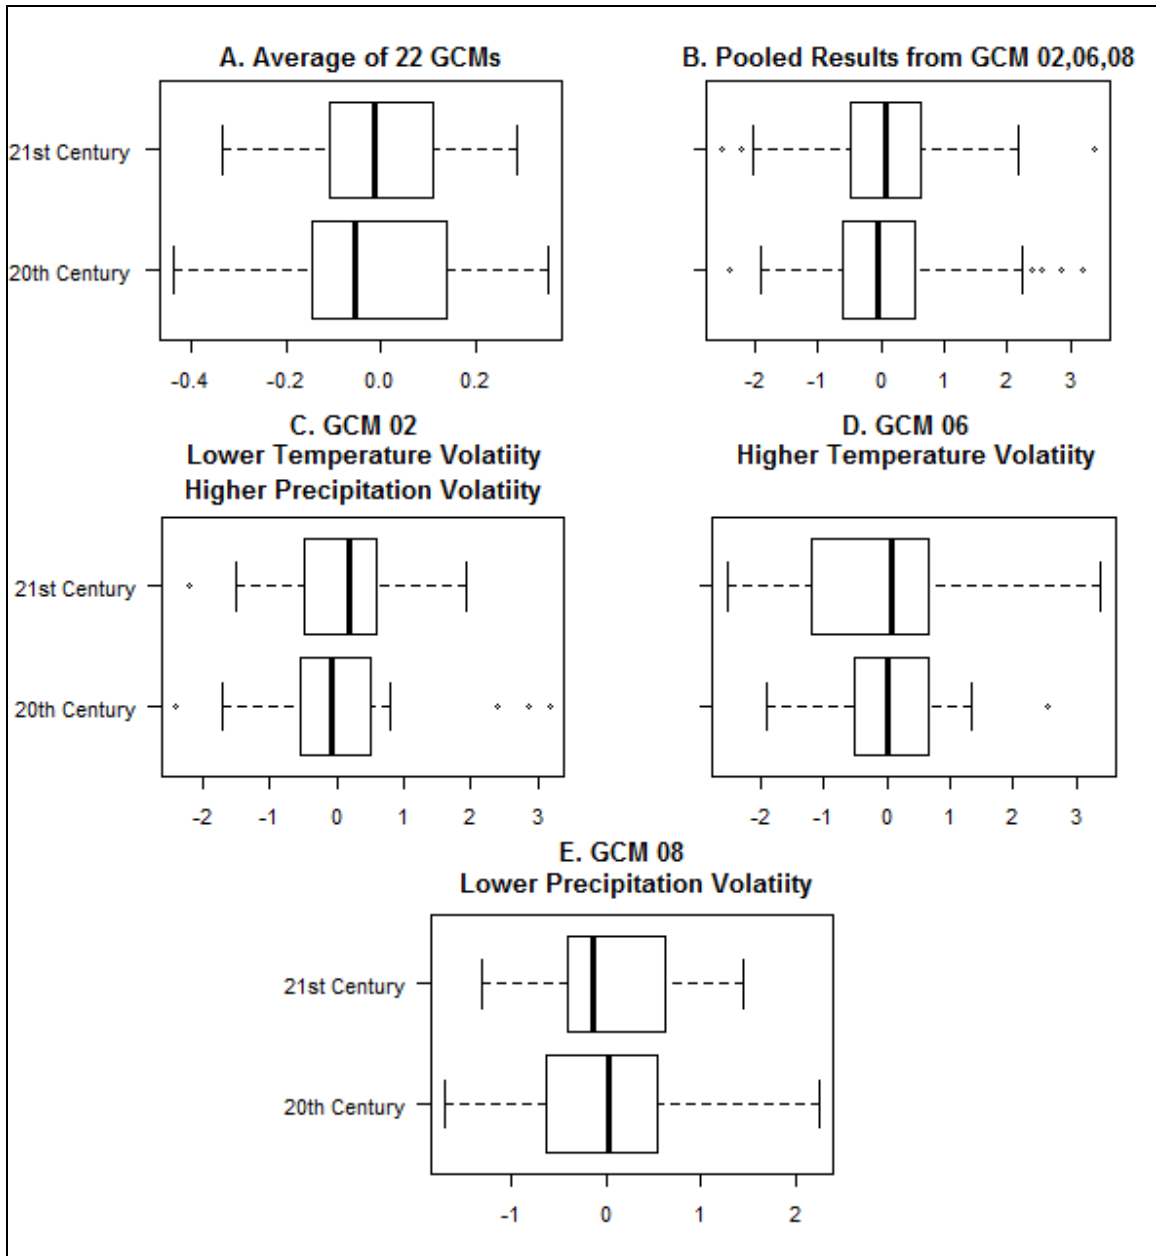 A. Average of 22 GCMs
21st Century
20th Century
-0.4 -0.2 0.0 0.2
B. Pooled Results from GCM 02,06,08
-2 -1 0 1 2 3
C. GCM 02
Lower Temperature Volatiity
Higher Precipitation Volatiity
21st Century
20th Century
-2 -1 0 1 2 3
D. GCM 06
Higher Temperature Volatiity
-2 -1 0 1 2 3
E. GCM 08
Lower Precipitation Volatiity
21st Century
20th Century
-1 0 1 2